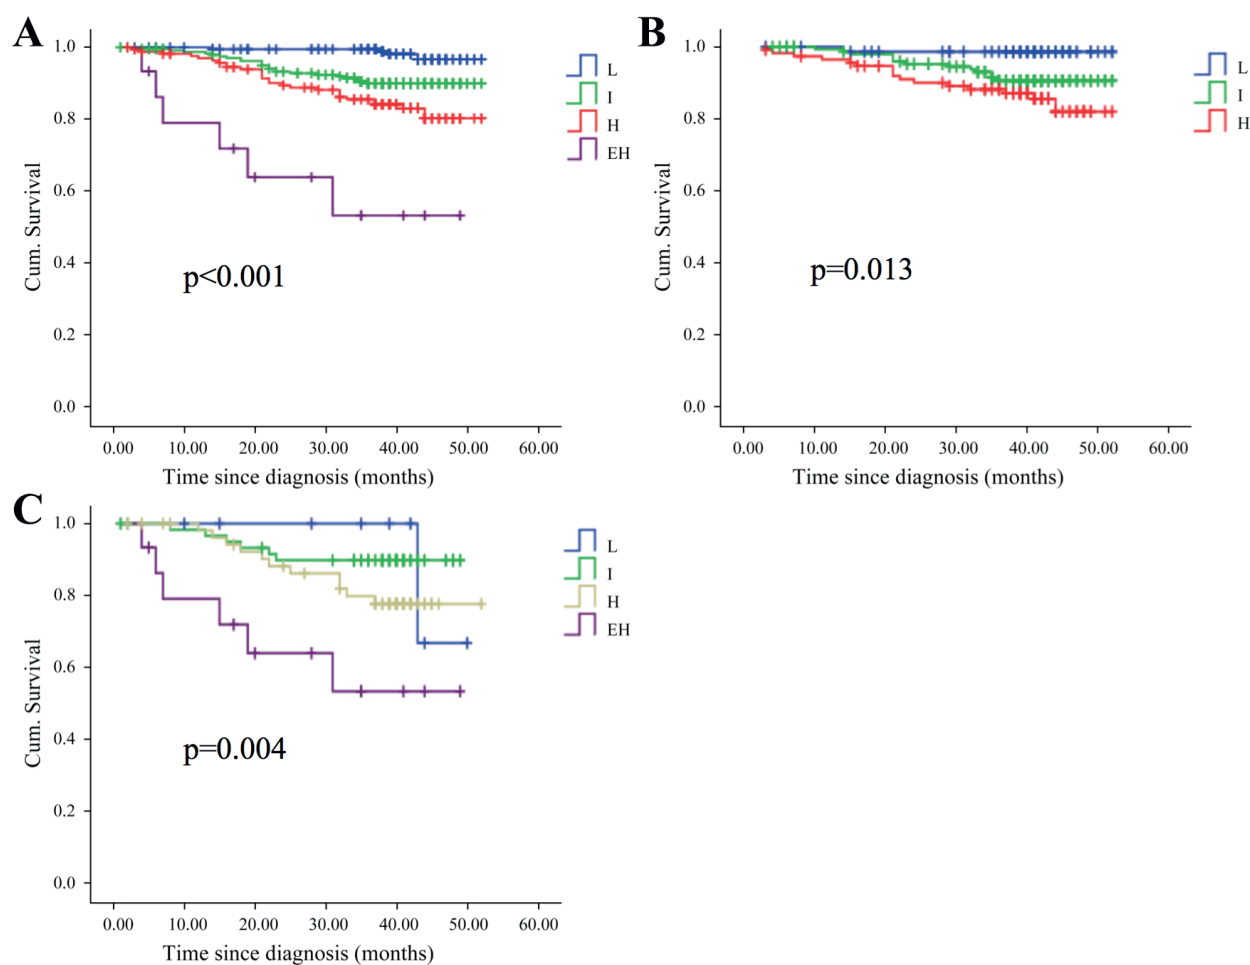 A
1.0
0.8
0.6
0.4
0.2
0.0
Cum. Survival
p<0.001
L
I
H
EH
0.00 10.00 20.00 30.00 40.00 50.00 60.00
Time since diagnosis (months)
B
1.0
0.8
0.6
0.4
0.2
0.0
Cum. Survival
p=0.013
L
I
H
0.00 10.00 20.00 30.00 40.00 50.00 60.00
Time since diagnosis (months)
C
1.0
0.8
0.6
0.4
0.2
0.0
Cum. Survival
p=0.004
L
I
H
EH
0.00 10.00 20.00 30.00 40.00 50.00 60.00
Time since diagnosis (months)